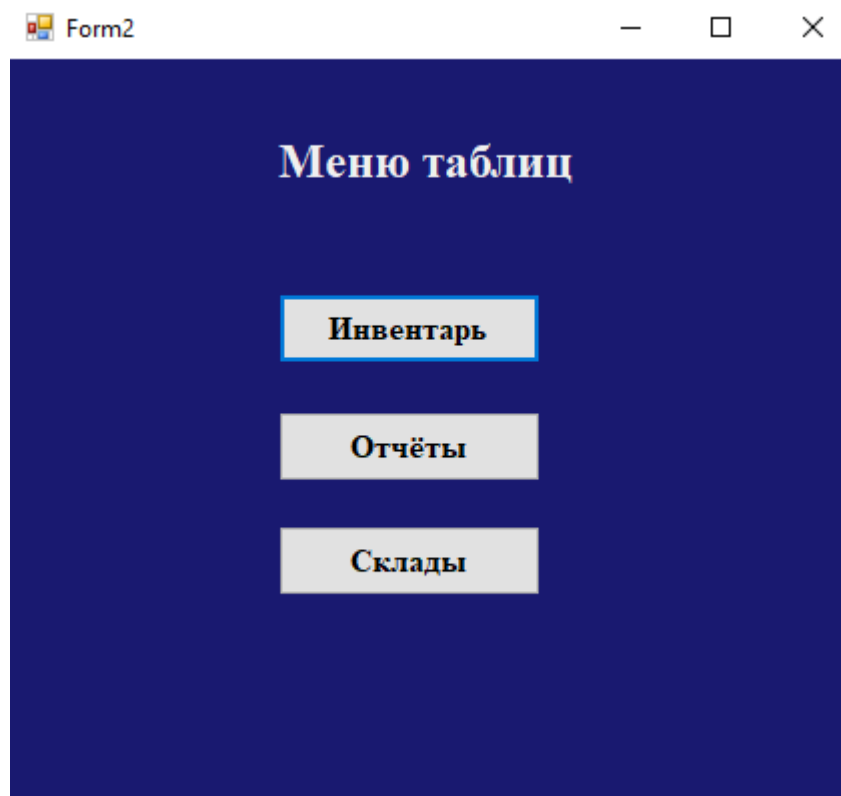 Form2
Меню таблиц
Инвентарь
Отчёты
Склады